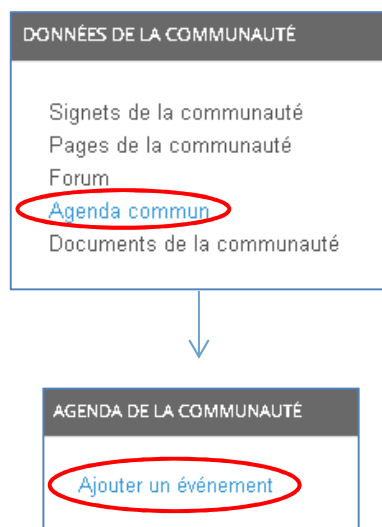 DONNÉES DE LA COMMUNAUTÉ
Signets de la communauté
Pages de la communauté
Forum
Agenda commun
Documents de la communauté
AGENDA DE LA COMMUNAUTÉ
Ajouter un événement